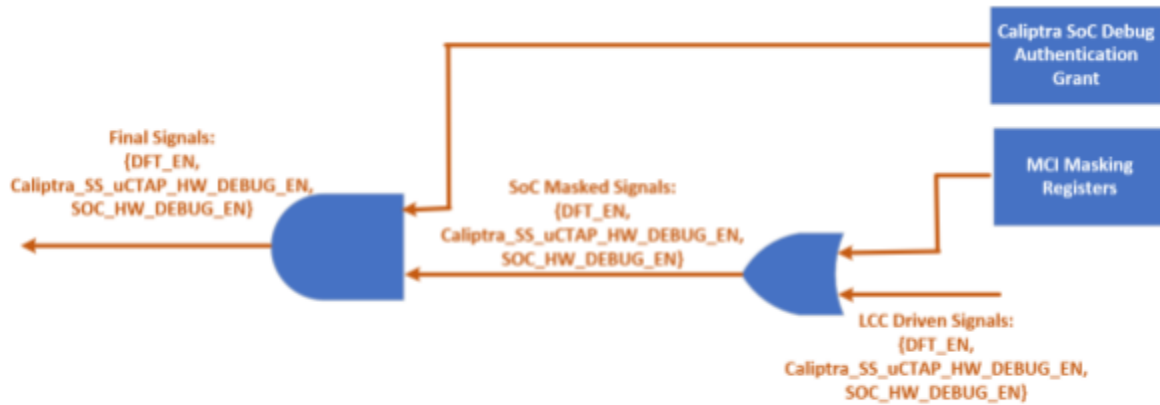 Caliptra SoC Debug
Authentication
Grant
MCI Masking
Registers
Final Signals:
{DFT_EN,
Caliptra_SS_uCTAP_HW_DEBUG_EN,
SOC_HW_DEBUG_EN}
SoC Masked Signals:
{DFT_EN,
Caliptra_SS_uCTAP_HW_DEBUG_EN,
SOC_HW_DEBUG_EN}
LCC Driven Signals:
{DFT_EN,
Caliptra_SS_uCTAP_HW_DEBUG_EN,
SOC_HW_DEBUG_EN}